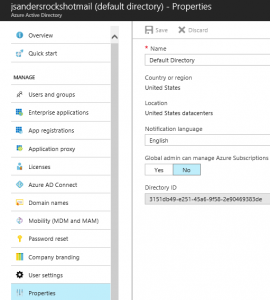 jsandersrockshotmail (default directory) - Properties
Azure Active Directory
Overview
Quick start
MANAGE
Users and groups
Enterprise applications
App registrations
Application proxy
Licenses
Azure AD Connect
Domain names
Mobility (MDM and MAM)
Password reset
Company branding
User settings
Properties
Save
Discard
* Name
Default Directory
Country or region
United States
Location
United States datacenters
Notification language
English
Global admin can manage Azure Subscriptions
Yes No
Directory ID
3151db49-e251-45a6-9f58-2e90469383de